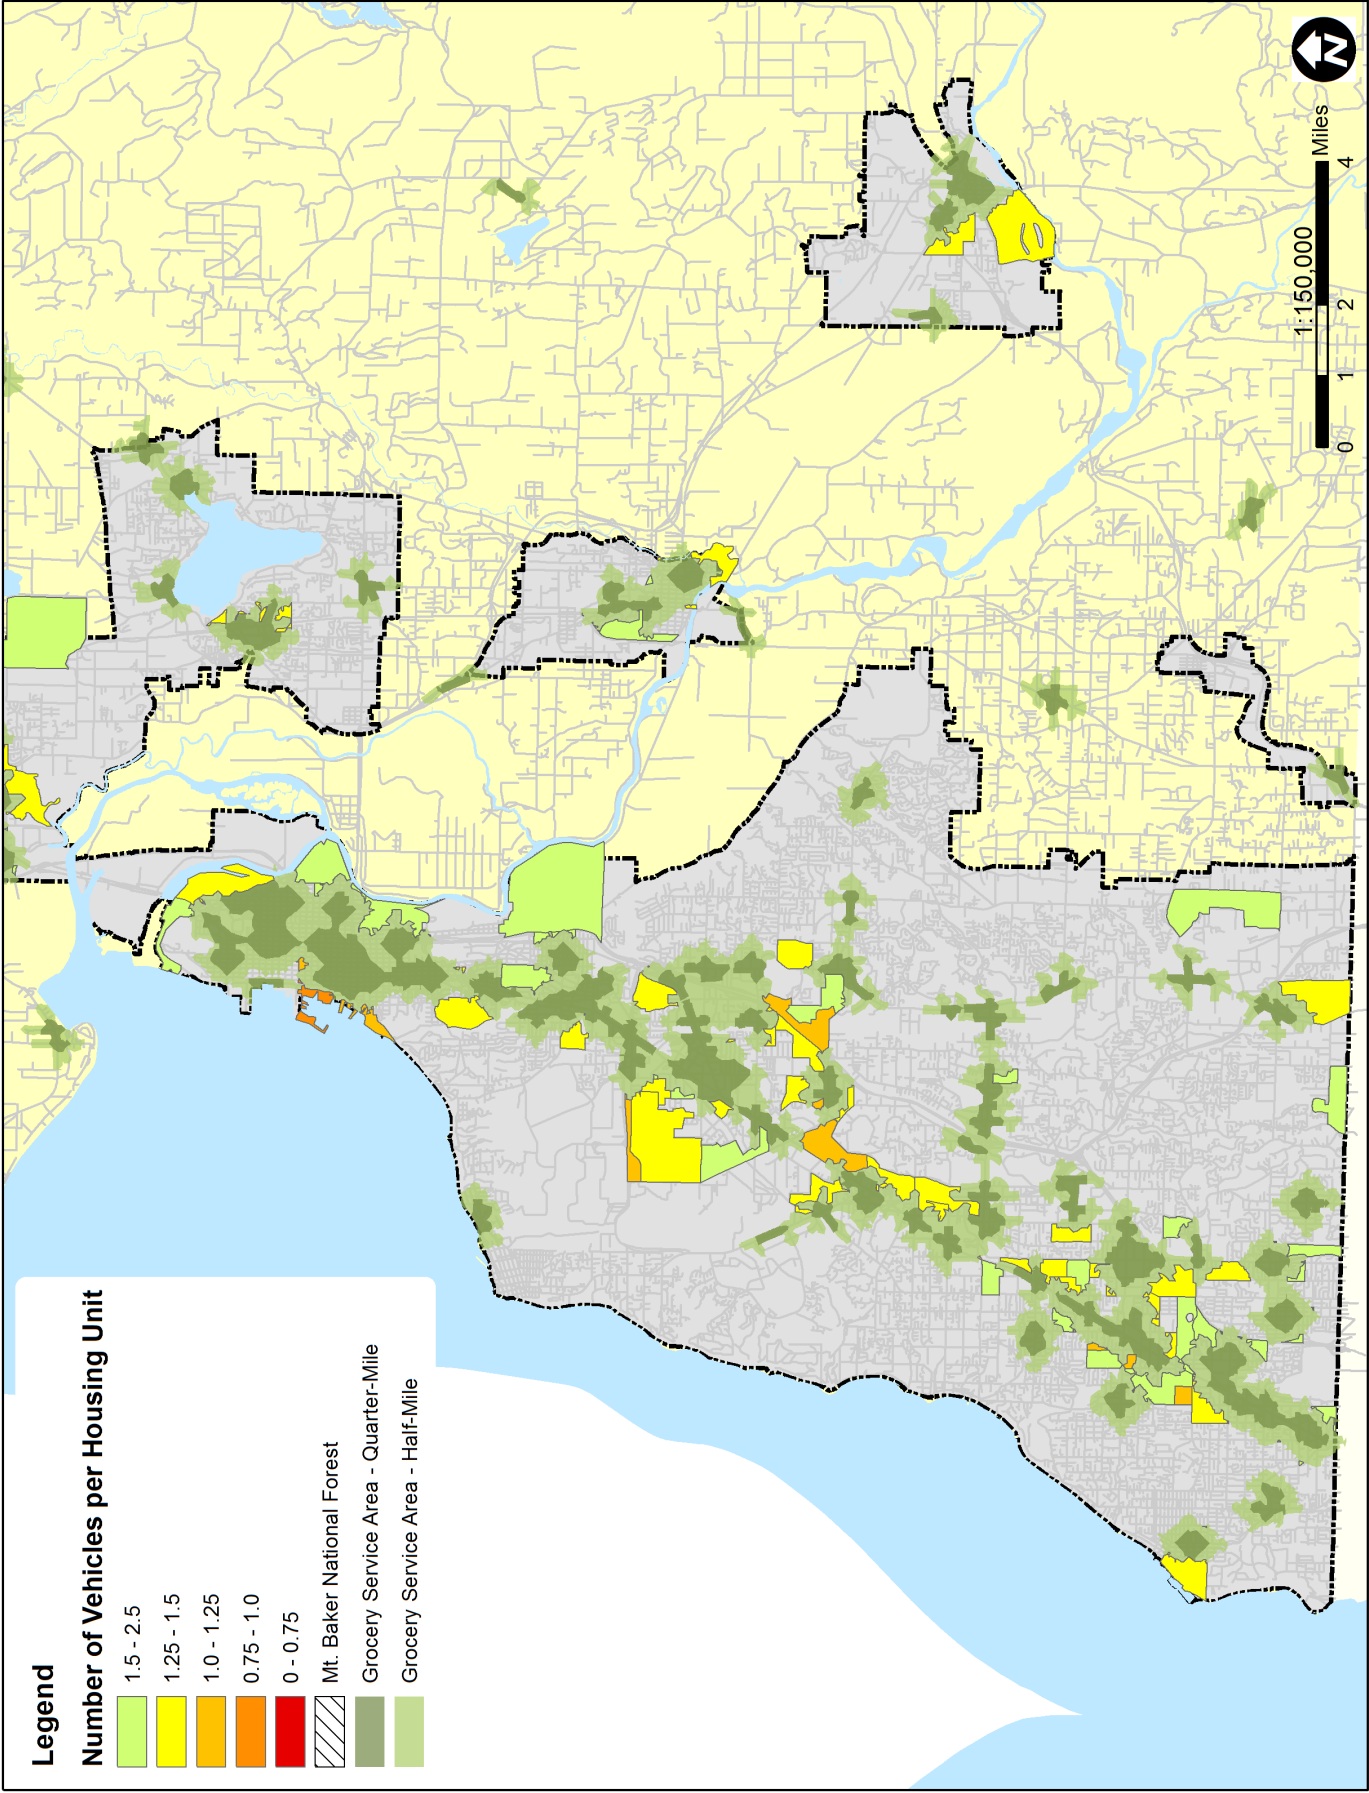 Legend
Number of Vehicles per Housing Unit
1.5 - 2.5
1.25 - 1.5
1.0 - 1.25
0.75 - 1.0
0 - 0.75
Mt. Baker National Forest
Grocery Service Area - Quarter-Mile
Grocery Service Area - Half-Mile
N
1:150,000
Miles
0 1 2 4